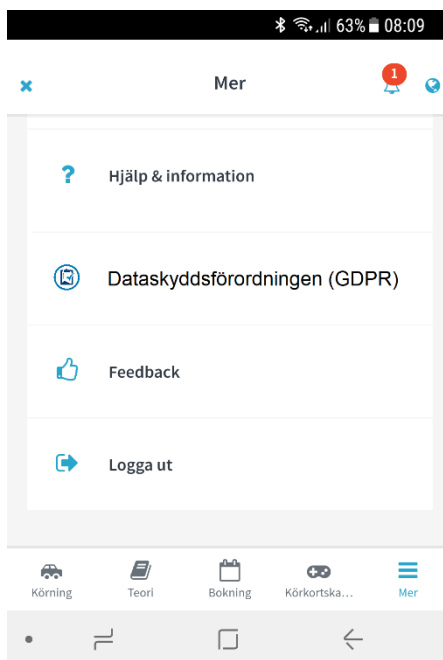 63% 08:09
Mer
1
Hjälp & information
Dataskyddsförordningen (GDPR)
Feedback
Logga ut
Körning Teori Bokning Körkortska... Mer